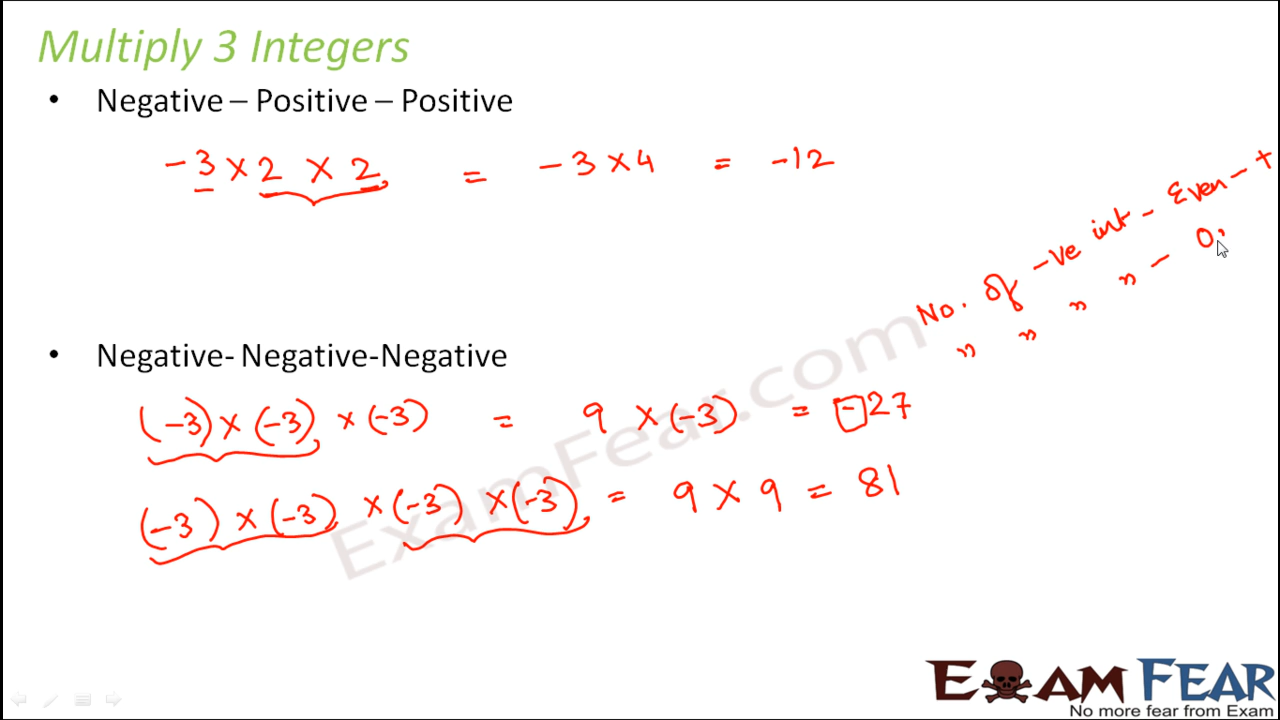 Multiply 3 Integers
• Negative – Positive – Positive
-3 × 2 × 2 = -3 × 4 = -12
No. of -ve int - Even - +
" " " " - O
• Negative- Negative-Negative
(-3) × (-3) × (-3) = 9 × (-3) = -27
(-3) × (-3) × (-3) × (-3) = 9 × 9 = 81
ExamFear.com
EXAM FEAR
No more fear from Exam